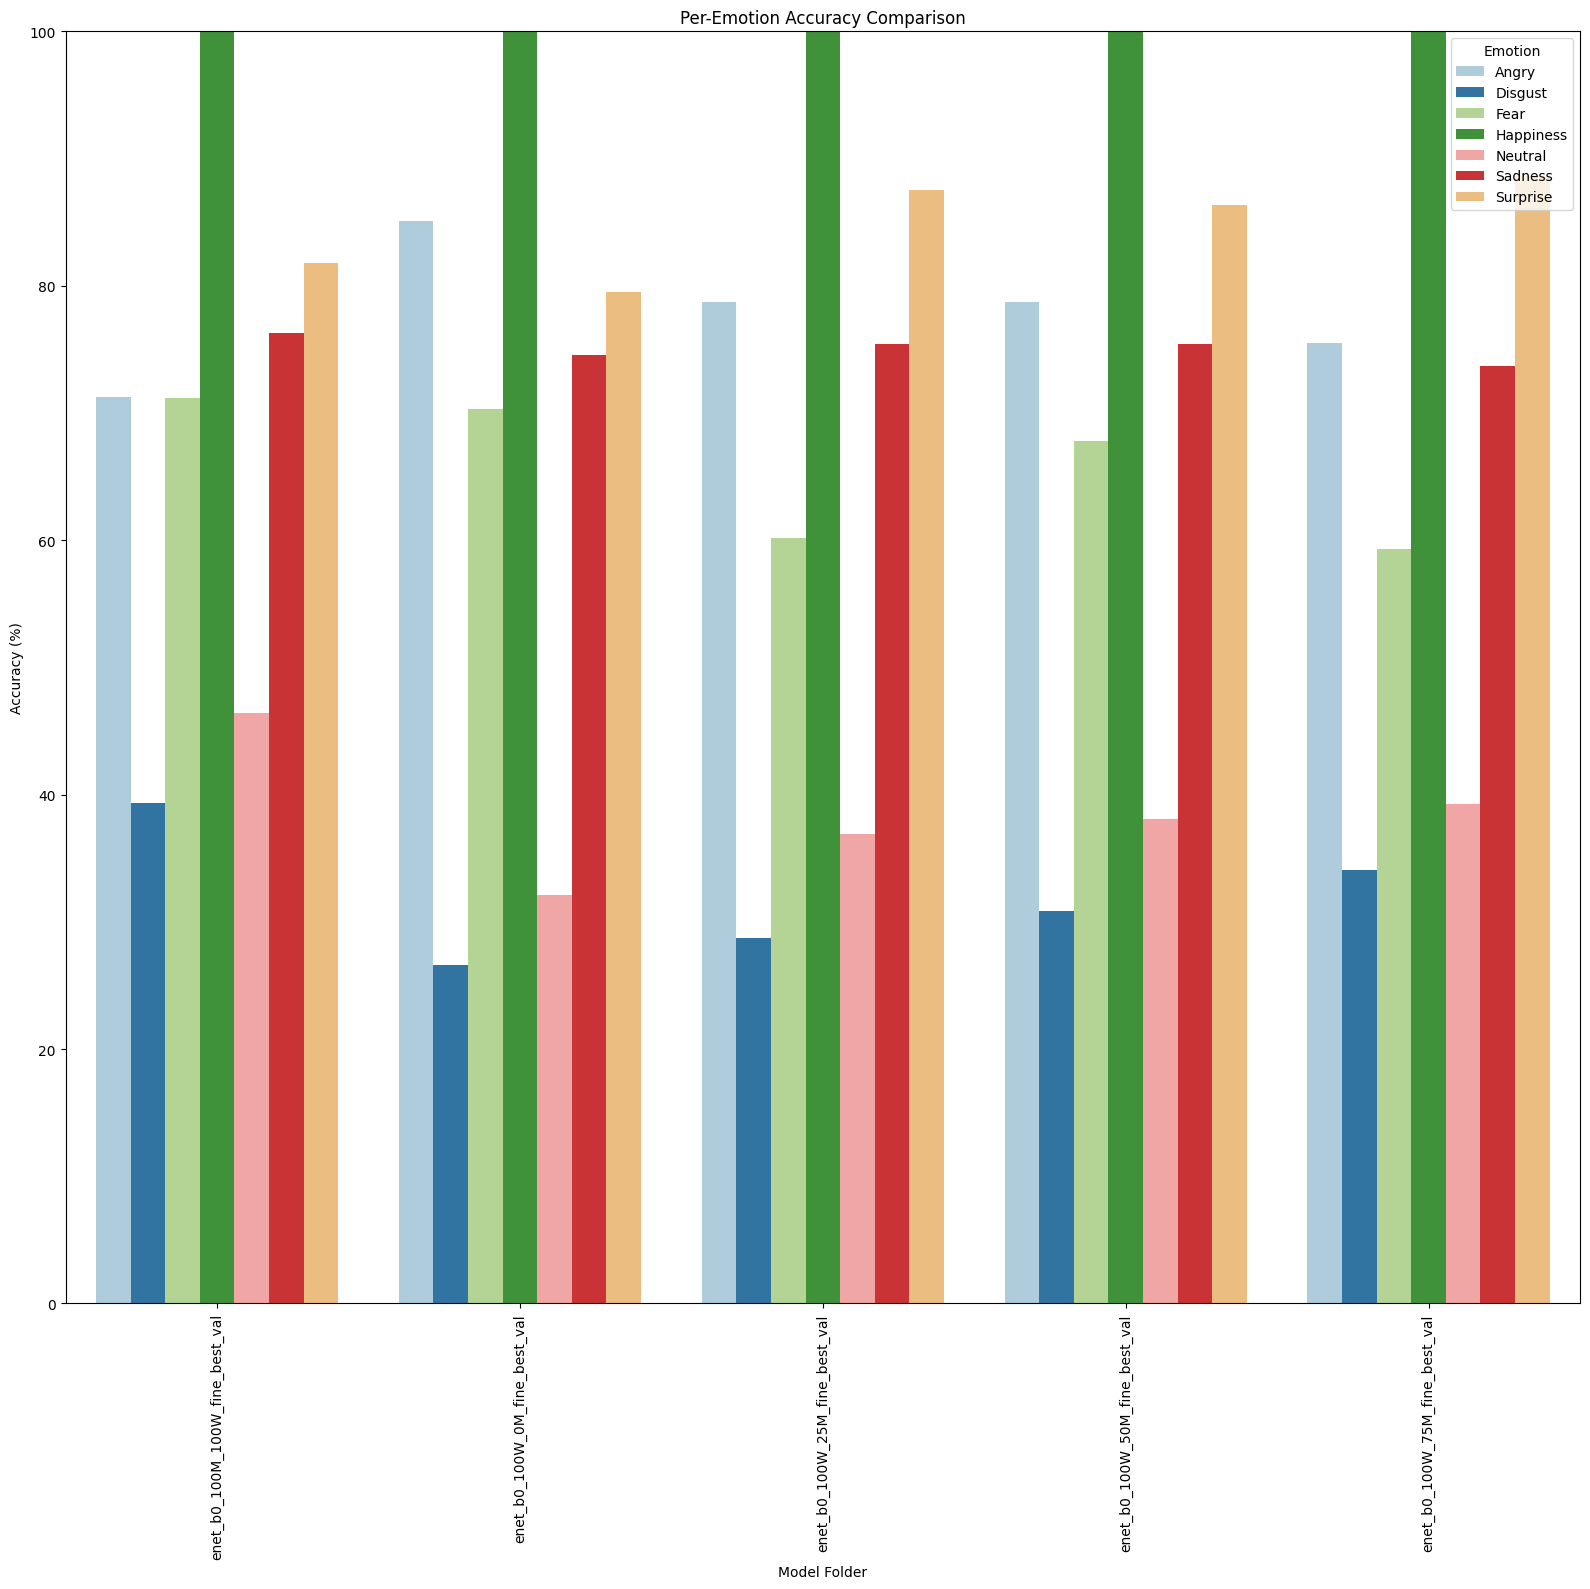 Per-Emotion Accuracy Comparison
Emotion
Angry
Disgust
Fear
Happiness
Neutral
Sadness
Surprise
Accuracy (%)
100
80
60
40
20
0
enet_b0_100M_100W_fine_best_val
enet_b0_100W_0M_fine_best_val
enet_b0_100W_25M_fine_best_val
enet_b0_100W_50M_fine_best_val
enet_b0_100W_75M_fine_best_val
Model Folder